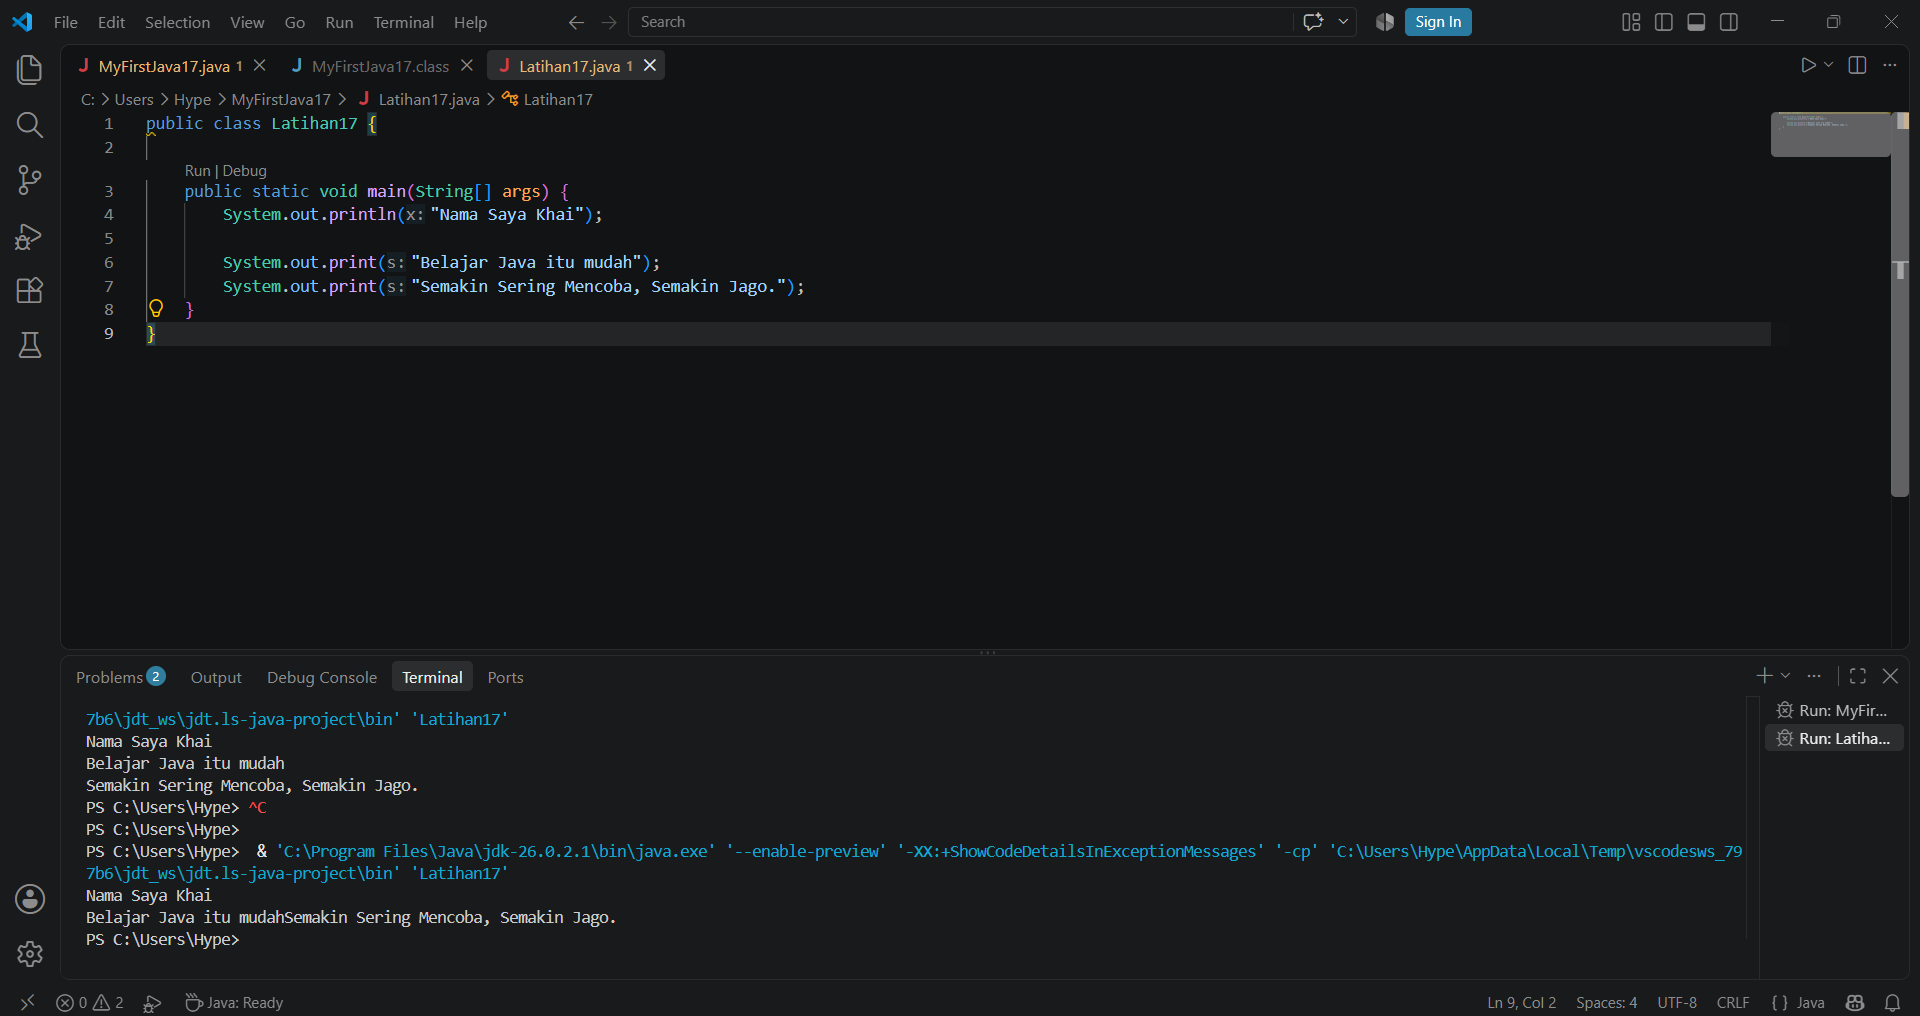 File Edit Selection View Go Run Terminal Help Search Sign In
MyFirstJava17.java 1 MyFirstJava17.class Latihan17.java 1
C: > Users > Hype > MyFirstJava17 > Latihan17.java > Latihan17
1 public class Latihan17 {
2
Run | Debug
3 public static void main(String[] args) {
4 System.out.println(x: "Nama Saya Khai");
5
6 System.out.print(s: "Belajar Java itu mudah");
7 System.out.print(s: "Semakin Sering Mencoba, Semakin Jago.");
8 }
9 }
Problems 2 Output Debug Console Terminal Ports
7b6\jdt_ws\jdt.ls-java-project\bin' 'Latihan17'
Nama Saya Khai
Belajar Java itu mudah
Semakin Sering Mencoba, Semakin Jago.
PS C:\Users\Hype> ^C
PS C:\Users\Hype>
PS C:\Users\Hype> & 'C:\Program Files\Java\jdk-26.0.2.1\bin\java.exe' '--enable-preview' '-XX:+ShowCodeDetailsInExceptionMessages' '-cp' 'C:\Users\Hype\AppData\Local\Temp\vscodesws_79
7b6\jdt_ws\jdt.ls-java-project\bin' 'Latihan17'
Nama Saya Khai
Belajar Java itu mudahSemakin Sering Mencoba, Semakin Jago.
PS C:\Users\Hype>
Run: MyFir...
Run: Latiha...
0 2 Java: Ready Ln 9, Col 2 Spaces: 4 UTF-8 CRLF {} Java